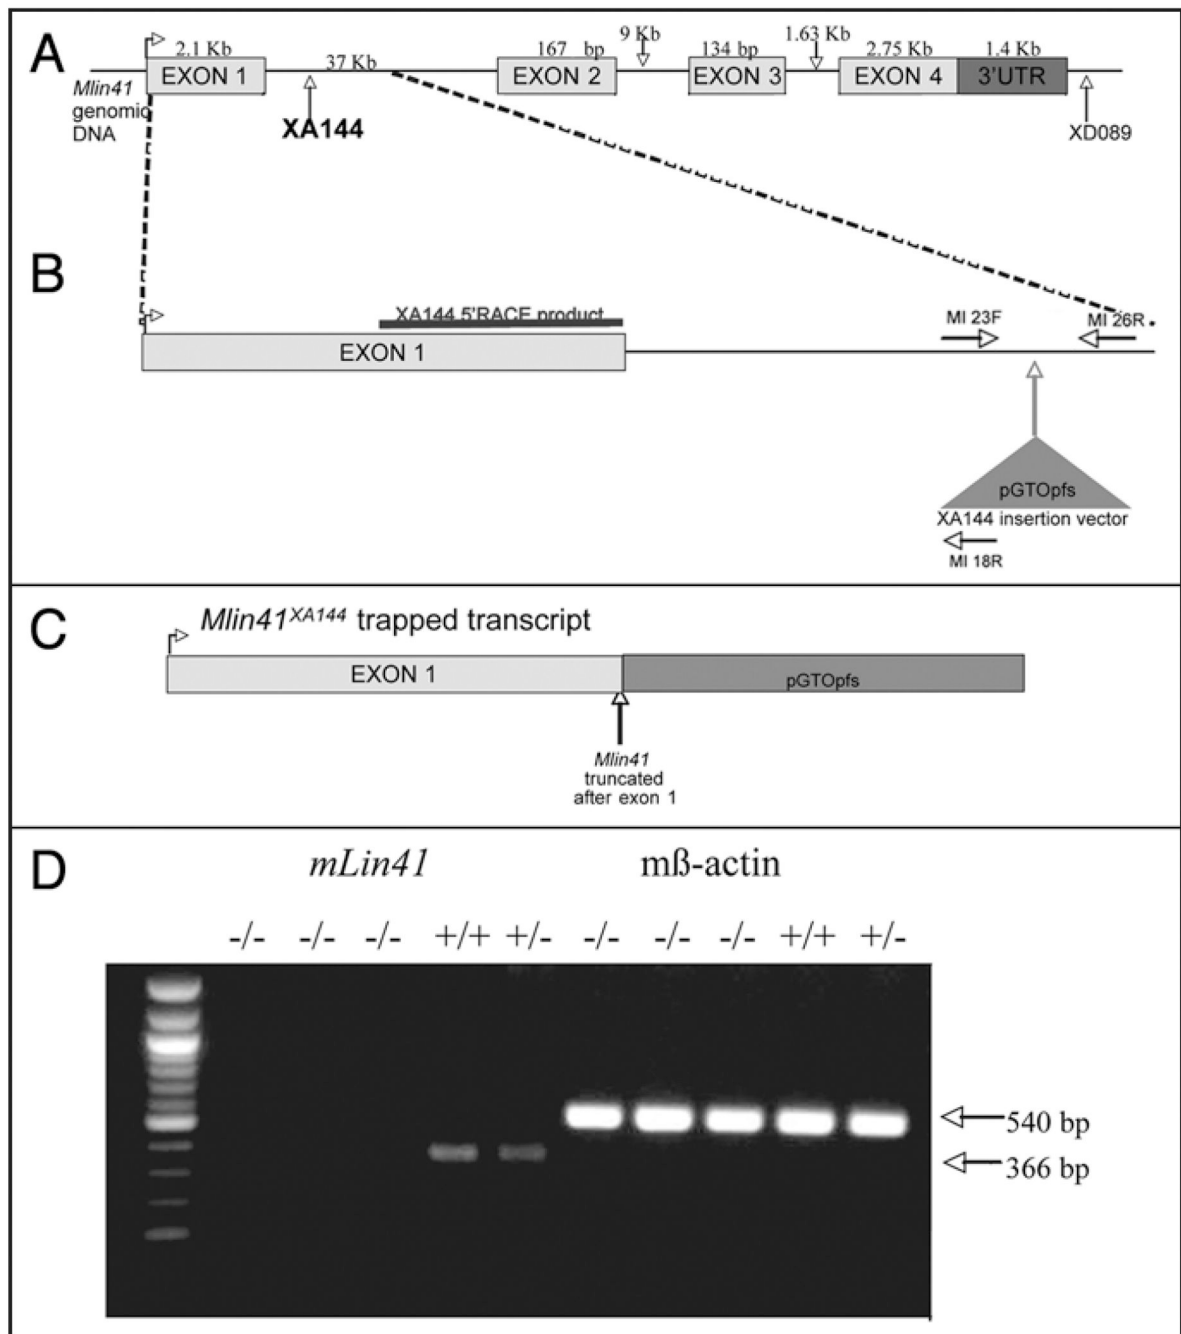 A
2.1 Kb
37 Kb
167 bp
9 Kb
134 bp
1.63 Kb
2.75 Kb
1.4 Kb
EXON 1
EXON 2
EXON 3
EXON 4
3'UTR
Mlin41
genomic
DNA
XA144
XD089
B
XA144 5'RACE product
MI 23F
MI 26R
EXON 1
pGTOpfs
XA144 insertion vector
MI 18R
C
Mlin41XA144 trapped transcript
EXON 1
pGTOpfs
Mlin41
truncated
after exon 1
D
mLin41
mß-actin
-/- -/- -/- +/+ +/- -/- -/- -/- +/+ +/-
540 bp
366 bp